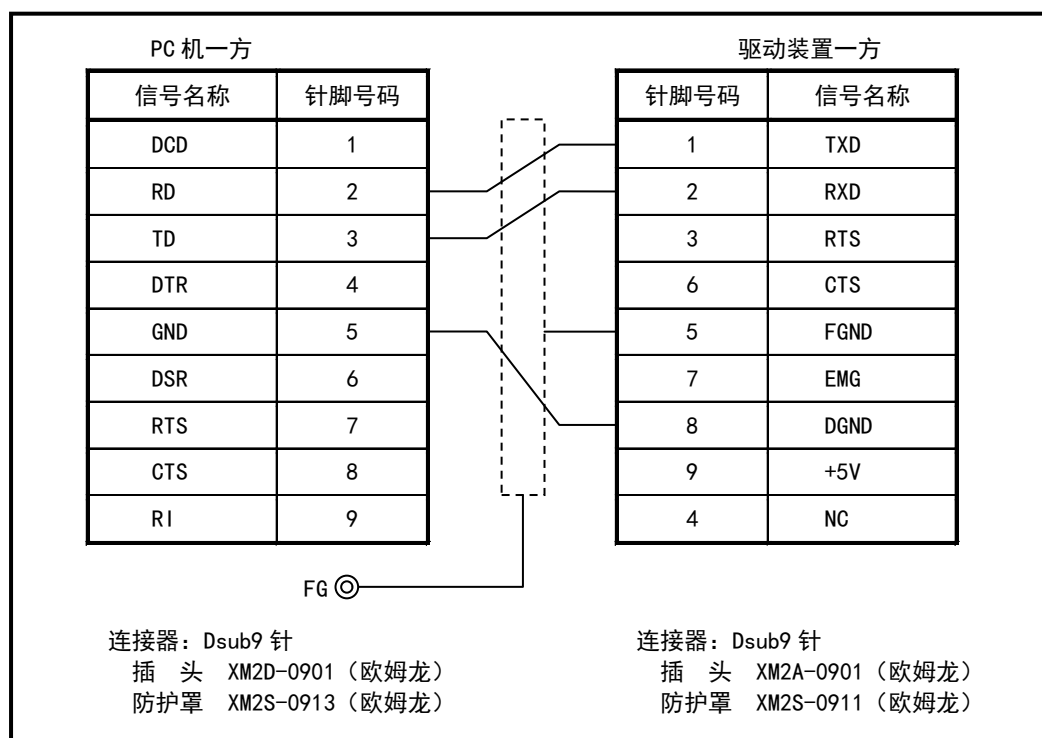 PC机一方 驱动装置一方
信号名称 针脚号码 针脚号码 信号名称
DCD 1 1 TXD
RD 2 2 RXD
TD 3 3 RTS
DTR 4 6 CTS
GND 5 5 FGND
DSR 6 7 EMG
RTS 7 8 DGND
CTS 8 9 +5V
RI 9 4 NC
FG
连接器：Dsub9针 连接器：Dsub9针
插 头 XM2D-0901（欧姆龙） 插 头 XM2A-0901（欧姆龙）
防护罩 XM2S-0913（欧姆龙） 防护罩 XM2S-0911（欧姆龙）